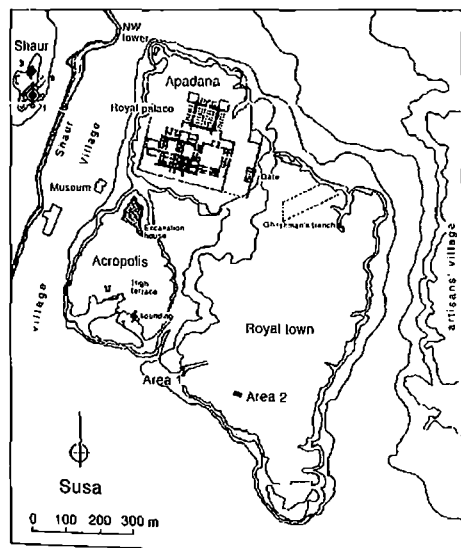 NW
lower
Shaur
Apadana
Royal palace
Shaur
Village
Museum
Gate
Ghirshman's trench
Excavation
house
Acropolis
High
terrace
sounding
Royal town
artisans' village
village
Area 1
Area 2
Susa
0 100 200 300 m